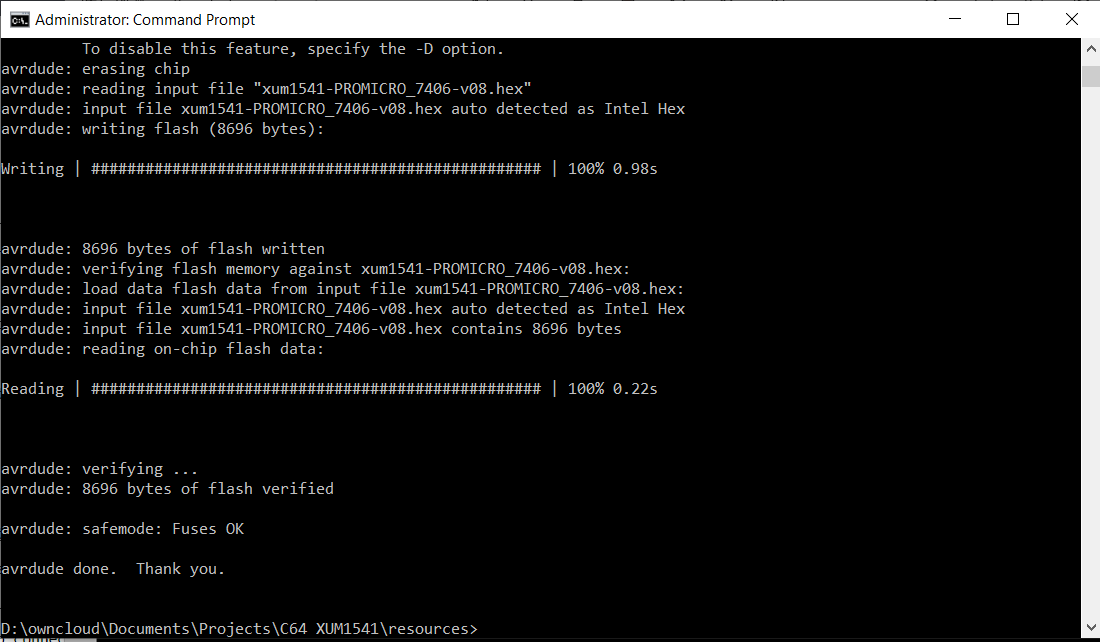 Administrator: Command Prompt
To disable this feature, specify the -D option.
avrdude: erasing chip
avrdude: reading input file "xum1541-PROMICRO_7406-v08.hex"
avrdude: input file xum1541-PROMICRO_7406-v08.hex auto detected as Intel Hex
avrdude: writing flash (8696 bytes):
Writing | ################################################## | 100% 0.98s
avrdude: 8696 bytes of flash written
avrdude: verifying flash memory against xum1541-PROMICRO_7406-v08.hex:
avrdude: load data flash data from input file xum1541-PROMICRO_7406-v08.hex:
avrdude: input file xum1541-PROMICRO_7406-v08.hex auto detected as Intel Hex
avrdude: input file xum1541-PROMICRO_7406-v08.hex contains 8696 bytes
avrdude: reading on-chip flash data:
Reading | ################################################## | 100% 0.22s
avrdude: verifying ...
avrdude: 8696 bytes of flash verified
avrdude: safemode: Fuses OK
avrdude done.  Thank you.
D:\owncloud\Documents\Projects\C64 XUM1541\resources>